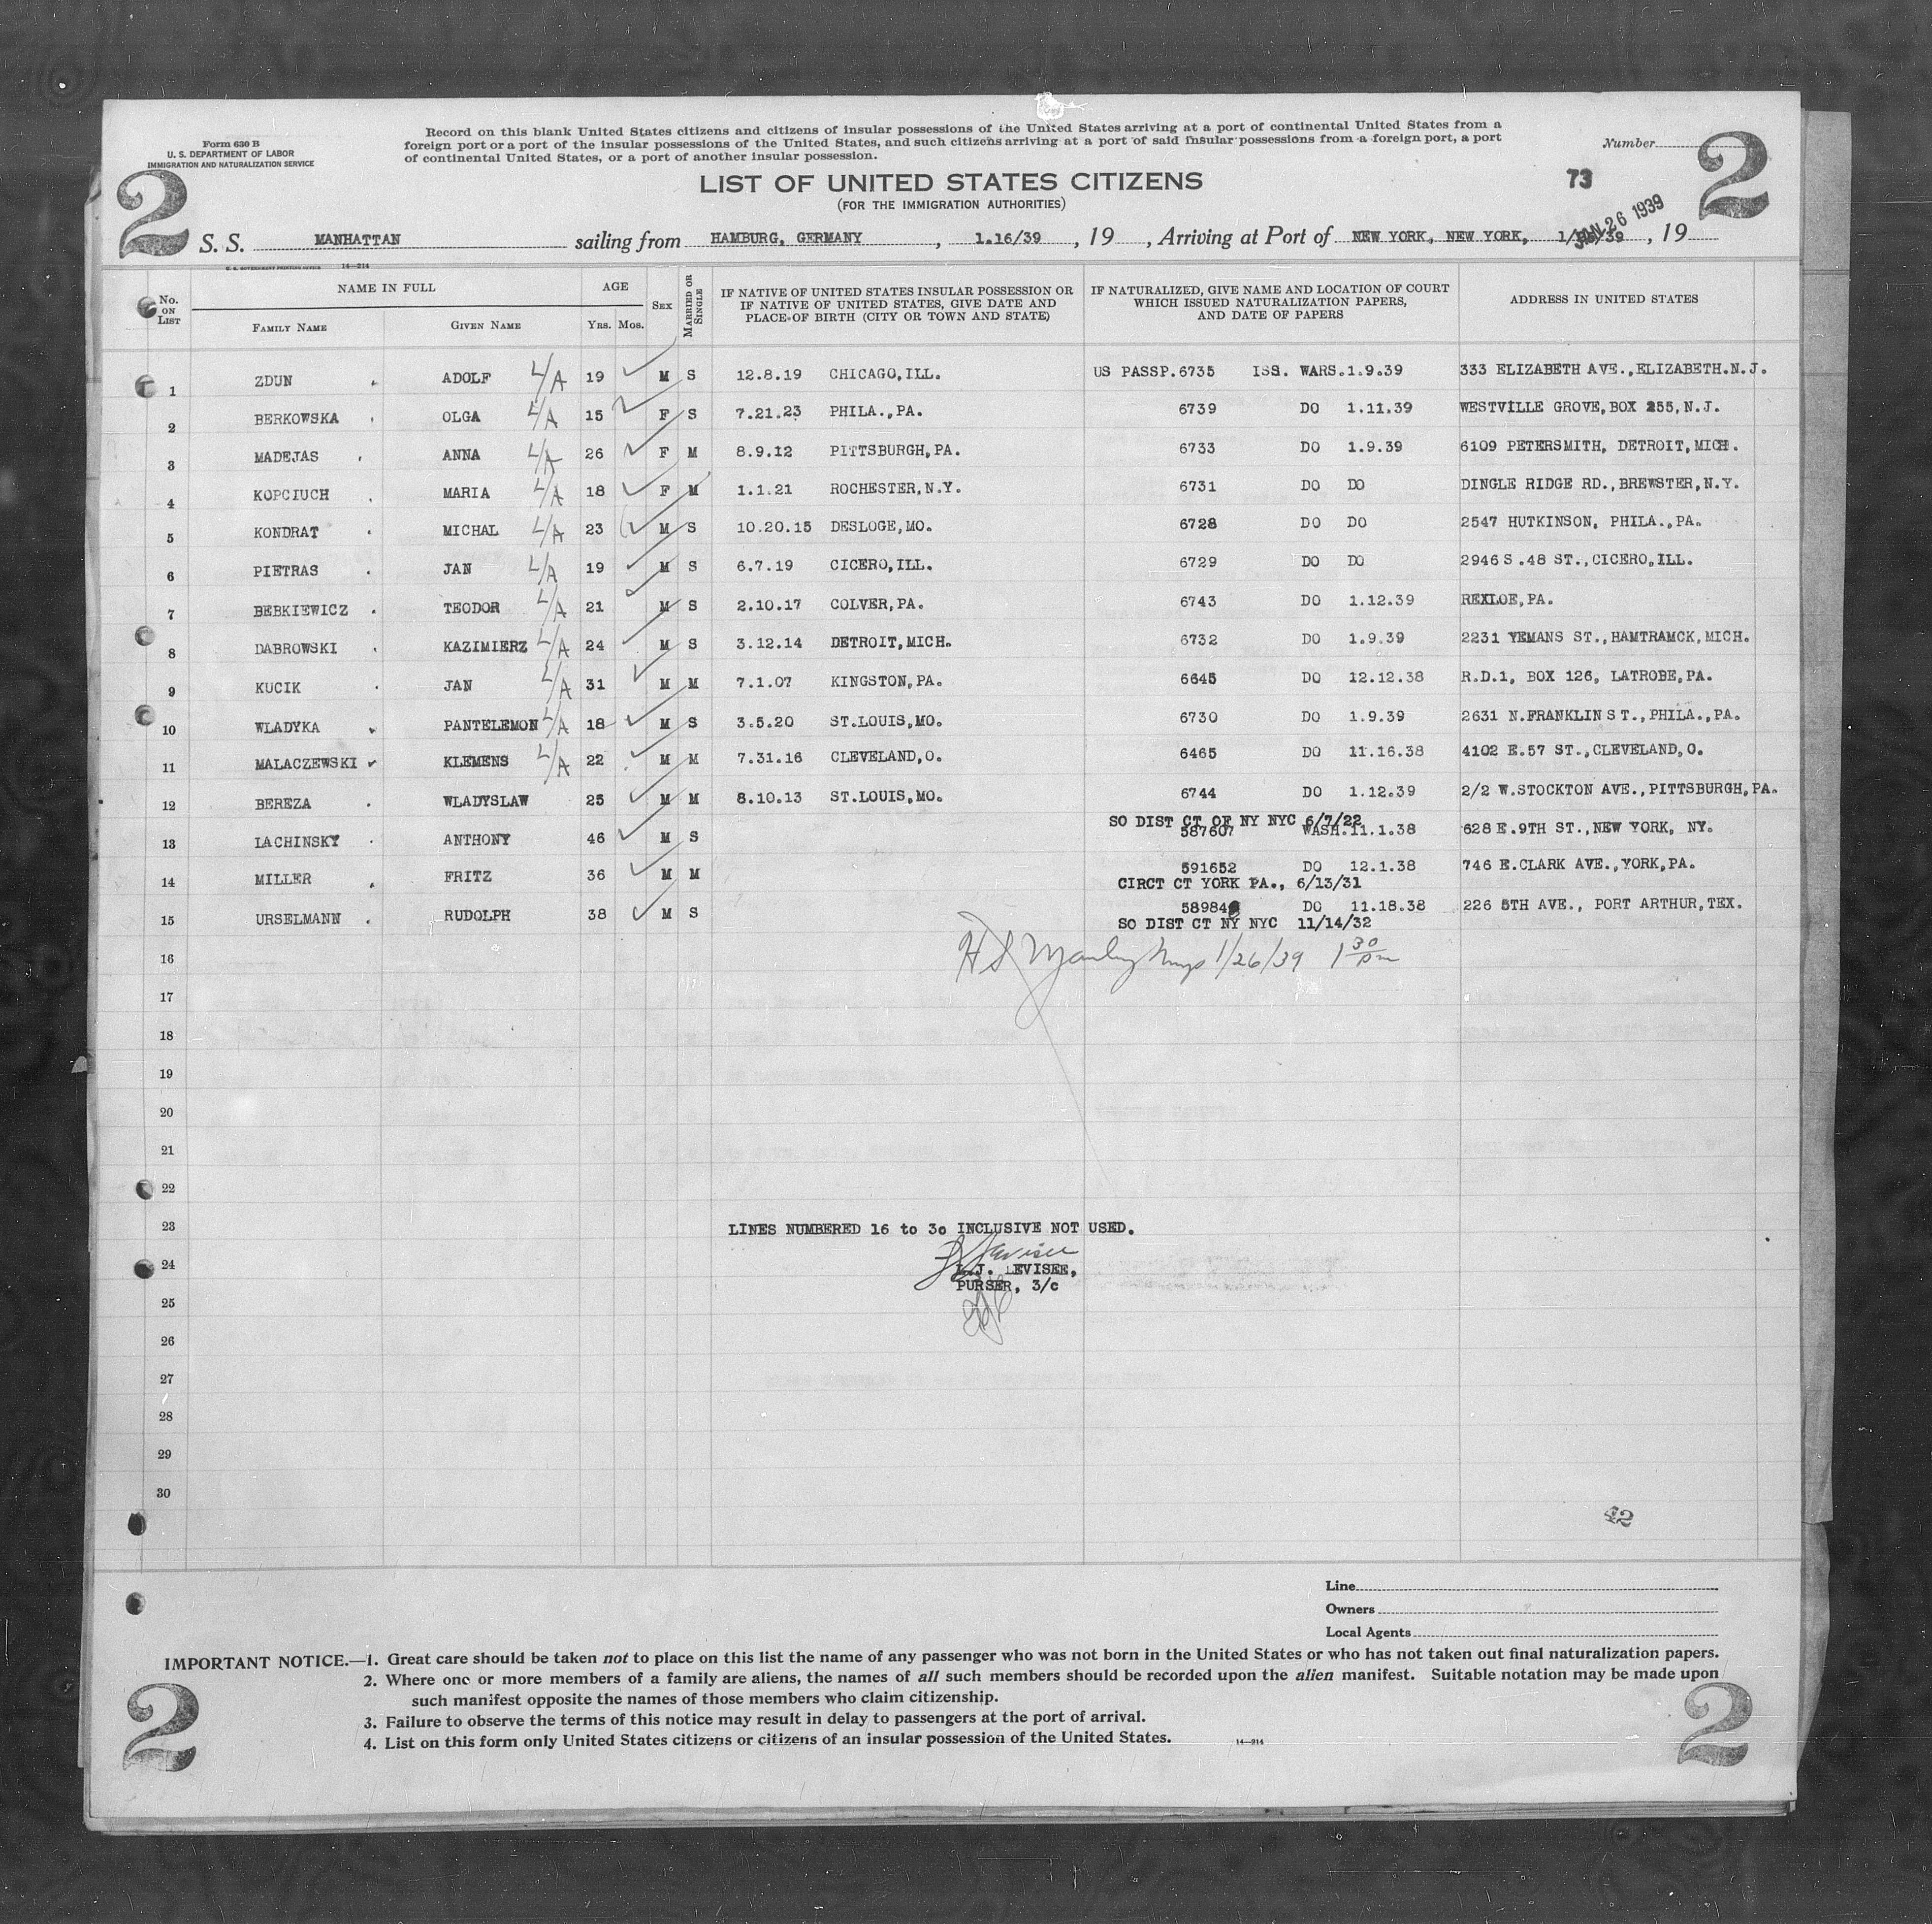 Form 630 B
U. S. DEPARTMENT OF LABOR
IMMIGRATION AND NATURALIZATION SERVICE
Record on this blank United States citizens and citizens of insular possessions of the United States arriving at a port of continental United States from a
foreign port or a port of the insular possessions of the United States, and such citizens arriving at a port of said insular possessions from a foreign port, a port
of continental United States, or a port of another insular possession.
Number
2
2
LIST OF UNITED STATES CITIZENS
(FOR THE IMMIGRATION AUTHORITIES)
73
JAN 26 1939
S. S. MANHATTAN sailing from HAMBURG, GERMANY, 1.16/39, 19, Arriving at Port of NEW YORK, NEW YORK, , 19
U. S. GOVERNMENT PRINTING OFFICE 14—214
No. ON LIST NAME IN FULL FAMILY NAME GIVEN NAME AGE Yrs. Mos. SEX MARRIED OR SINGLE IF NATIVE OF UNITED STATES INSULAR POSSESSION OR IF NATIVE OF UNITED STATES, GIVE DATE AND PLACE OF BIRTH (CITY OR TOWN AND STATE) IF NATURALIZED, GIVE NAME AND LOCATION OF COURT WHICH ISSUED NATURALIZATION PAPERS, AND DATE OF PAPERS ADDRESS IN UNITED STATES
1 ZDUN ADOLF L/A 19 M S 12.8.19 CHICAGO,ILL. US PASSP.6735 ISS. WARS.1.9.39 333 ELIZABETH AVE.,ELIZABETH.N.J.
2 BERKOWSKA OLGA L/A 15 F S 7.21.23 PHILA.,PA. 6739 DO 1.11.39 WESTVILLE GROVE,BOX 255,N.J.
3 MADEJAS ANNA L/A 26 F M 8.9.12 PITTSBURGH,PA. 6733 DO 1.9.39 6109 PETERSMITH, DETROIT,MICH.
4 KOPCIUCH MARIA L/A 18 F M 1.1.21 ROCHESTER,N.Y. 6731 DO DO DINGLE RIDGE RD.,BREWSTER,N.Y.
5 KONDRAT MICHAL L/A 23 M S 10.20.15 DESLOGE,MO. 6728 DO DO 2547 HUTKINSON, PHILA.,PA.
6 PIETRAS JAN L/A 19 M S 6.7.19 CICERO,ILL. 6729 DO DO 2946 S.48 ST.,CICERO,ILL.
7 BEBKIEWICZ TEODOR L/A 21 M S 2.10.17 COLVER,PA. 6743 DO 1.12.39 REXLOE,PA.
8 DABROWSKI KAZIMIERZ L/A 24 M S 3.12.14 DETROIT,MICH. 6732 DO 1.9.39 2231 YEMANS ST.,HAMTRAMCK,MICH.
9 KUCIK JAN L/A 31 M M 7.1.07 KINGSTON,PA. 6645 DO 12.12.38 R.D.1, BOX 126, LATROBE,PA.
10 WLADYKA PANTELEMON L/A 18 M S 3.5.20 ST.LOUIS,MO. 6730 DO 1.9.39 2631 N.FRANKLIN ST.,PHILA.,PA.
11 MALACZEWSKI KLEMENS L/A 22 M M 7.31.16 CLEVELAND,O. 6465 DO 11.16.38 4102 E.57 ST.,CLEVELAND,O.
12 BEREZA WLADYSLAW 25 M M 8.10.13 ST.LOUIS,MO. 6744 DO 1.12.39 2/2 W.STOCKTON AVE.,PITTSBURGH,PA.
SO DIST CT OF NY NYC 6/7/22
13 LACHINSKY ANTHONY 46 M S 587607 WASH.11.1.38 628 E.9TH ST.,NEW YORK, NY.
14 MILLER FRITZ 36 M M 591652 DO 12.1.38 746 E.CLARK AVE.,YORK,PA.
CIRCT CT YORK PA., 6/13/31
15 URSELMANN RUDOLPH 38 M S 58984 DO 11.18.38 226 5TH AVE., PORT ARTHUR,TEX.
SO DIST CT NY NYC 11/14/32
16 1/26/39 1 30 pm
17
18
19
20
21
22
23 LINES NUMBERED 16 to 30 INCLUSIVE NOT USED.
24 L.J. LEVISEE,
PURSER, 3/c
25
26
27
28
29
30
42
Line
Owners
Local Agents
IMPORTANT NOTICE.—1. Great care should be taken not to place on this list the name of any passenger who was not born in the United States or who has not taken out final naturalization papers.
2. Where one or more members of a family are aliens, the names of all such members should be recorded upon the alien manifest. Suitable notation may be made upon
such manifest opposite the names of those members who claim citizenship.
3. Failure to observe the terms of this notice may result in delay to passengers at the port of arrival.
4. List on this form only United States citizens or citizens of an insular possession of the United States.
14—214
2
2